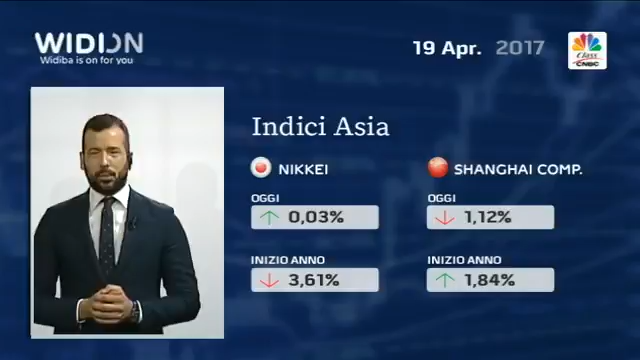 WIDION
Widiba is on for you
19 Apr. 2017
Class
CNBC
Indici Asia
NIKKEI
SHANGHAI COMP.
OGGI
OGGI
0,03%
1,12%
INIZIO ANNO
INIZIO ANNO
3,61%
1,84%